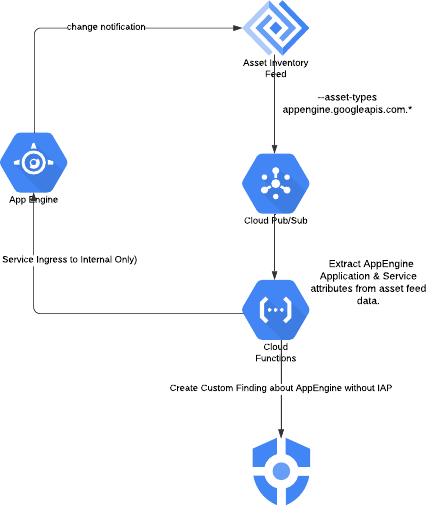 change notification
Asset Inventory
Feed
--asset-types
appengine.googleapis.com.*
App Engine
Cloud Pub/Sub
Service Ingress to Internal Only)
Extract AppEngine
Application & Service
attributes from asset feed
data.
Cloud
Functions
Create Custom Finding about AppEngine without IAP